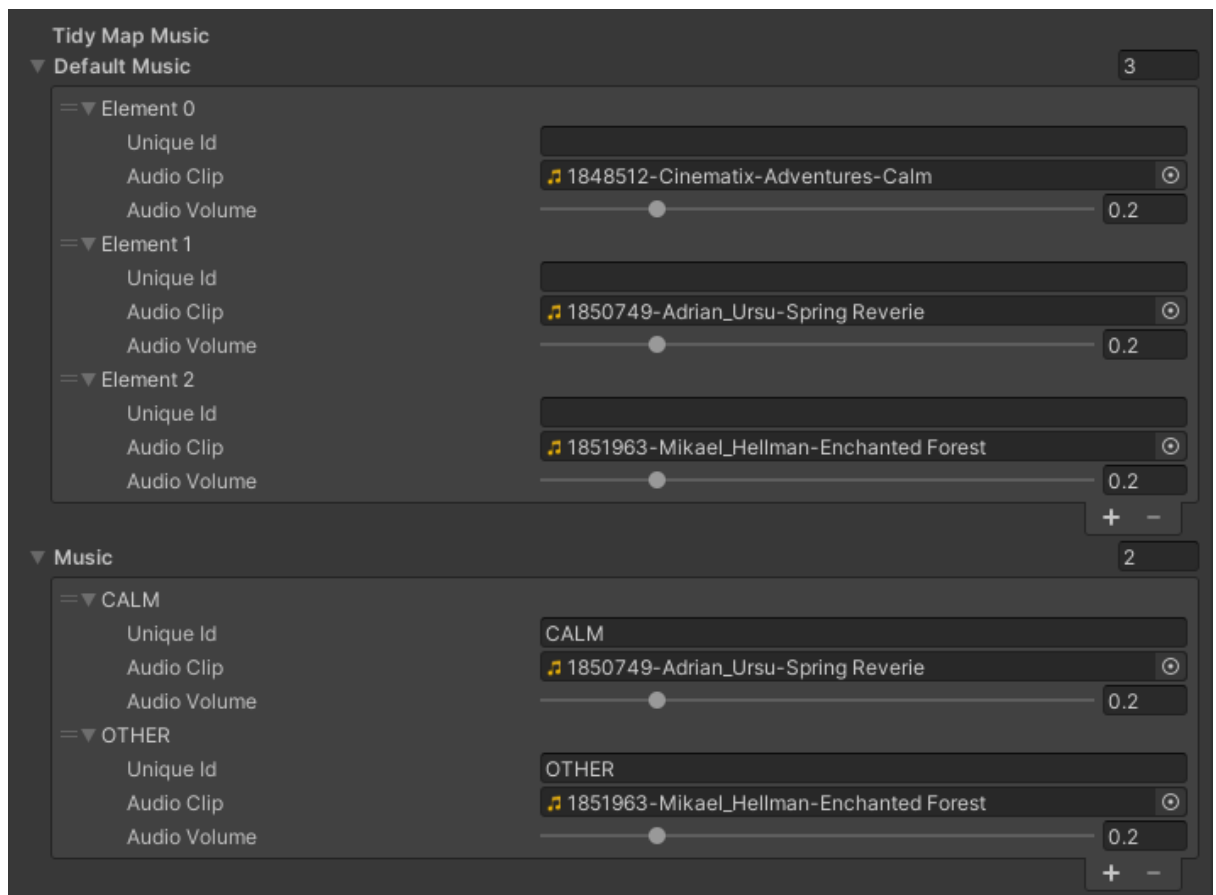 Tidy Map Music
Default Music 3
Element 0
Unique Id
Audio Clip 1848512-Cinematix-Adventures-Calm
Audio Volume 0.2
Element 1
Unique Id
Audio Clip 1850749-Adrian_Ursu-Spring Reverie
Audio Volume 0.2
Element 2
Unique Id
Audio Clip 1851963-Mikael_Hellman-Enchanted Forest
Audio Volume 0.2
+ −
Music 2
CALM
Unique Id CALM
Audio Clip 1850749-Adrian_Ursu-Spring Reverie
Audio Volume 0.2
OTHER
Unique Id OTHER
Audio Clip 1851963-Mikael_Hellman-Enchanted Forest
Audio Volume 0.2
+ −